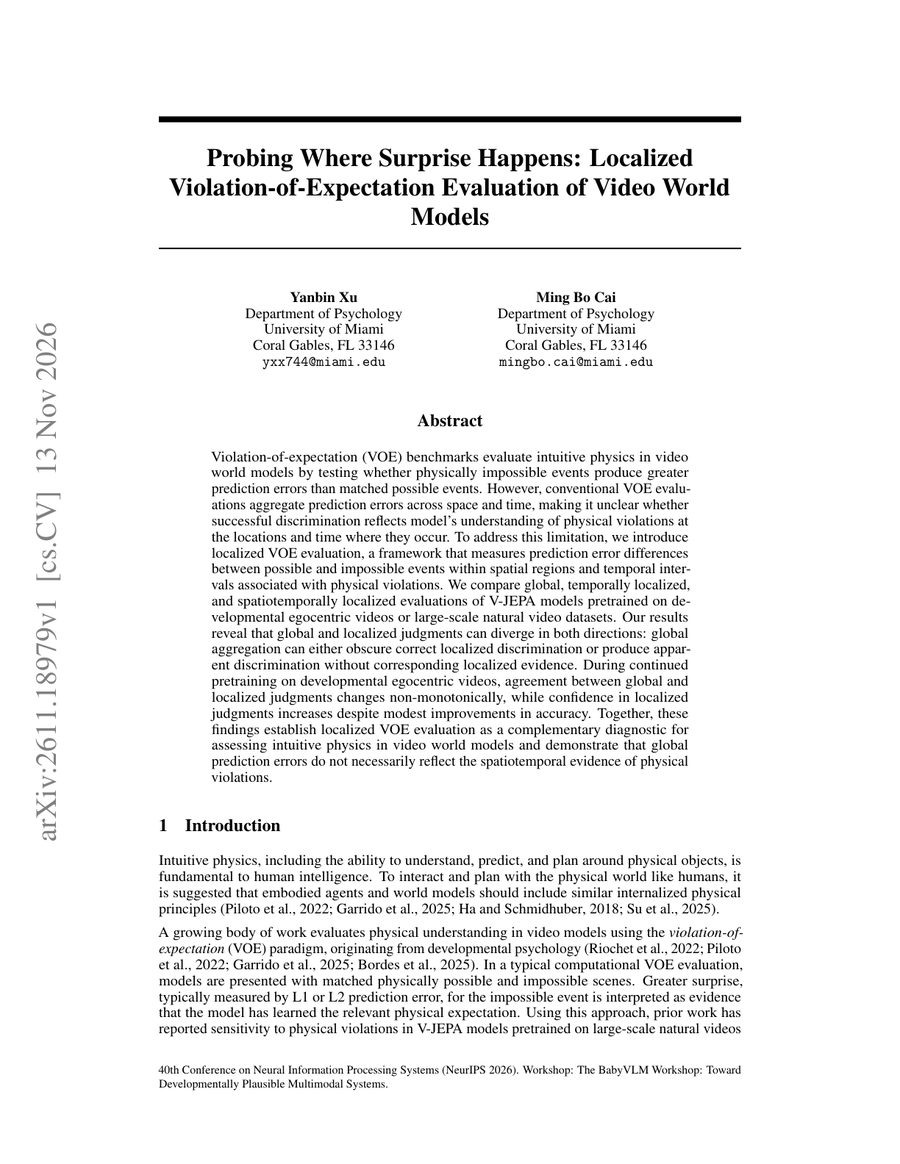 Probing Where Surprise Happens: Localized
Violation-of-Expectation Evaluation of Video World
Models
Yanbin Xu
Department of Psychology
University of Miami
Coral Gables, FL 33146
yxx744@miami.edu
Ming Bo Cai
Department of Psychology
University of Miami
Coral Gables, FL 33146
mingbo.cai@miami.edu
arXiv:2611.18979v1 [cs.CV] 13 Nov 2026
Abstract
Violation-of-expectation (VOE) benchmarks evaluate intuitive physics in video
world models by testing whether physically impossible events produce greater
prediction errors than matched possible events. However, conventional VOE evalu-
ations aggregate prediction errors across space and time, making it unclear whether
successful discrimination reflects model's understanding of physical violations at
the locations and time where they occur. To address this limitation, we introduce
localized VOE evaluation, a framework that measures prediction error differences
between possible and impossible events within spatial regions and temporal inter-
vals associated with physical violations. We compare global, temporally localized,
and spatiotemporally localized evaluations of V-JEPA models pretrained on de-
velopmental egocentric videos or large-scale natural video datasets. Our results
reveal that global and localized judgments can diverge in both directions: global
aggregation can either obscure correct localized discrimination or produce appar-
ent discrimination without corresponding localized evidence. During continued
pretraining on developmental egocentric videos, agreement between global and
localized judgments changes non-monotonically, while confidence in localized
judgments increases despite modest improvements in accuracy. Together, these
findings establish localized VOE evaluation as a complementary diagnostic for
assessing intuitive physics in video world models and demonstrate that global
prediction errors do not necessarily reflect the spatiotemporal evidence of physical
violations.
1 Introduction
Intuitive physics, including the ability to understand, predict, and plan around physical objects, is
fundamental to human intelligence. To interact and plan with the physical world like humans, it
is suggested that embodied agents and world models should include similar internalized physical
principles (Piloto et al., 2022; Garrido et al., 2025; Ha and Schmidhuber, 2018; Su et al., 2025).
A growing body of work evaluates physical understanding in video models using the violation-of-
expectation (VOE) paradigm, originating from developmental psychology (Riochet et al., 2022; Piloto
et al., 2022; Garrido et al., 2025; Bordes et al., 2025). In a typical computational VOE evaluation,
models are presented with matched physically possible and impossible scenes. Greater surprise,
typically measured by L1 or L2 prediction error, for the impossible event is interpreted as evidence
that the model has learned the relevant physical expectation. Using this approach, prior work has
reported sensitivity to physical violations in V-JEPA models pretrained on large-scale natural videos
40th Conference on Neural Information Processing Systems (NeurIPS 2026). Workshop: The BabyVLM Workshop: Toward
Developmentally Plausible Multimodal Systems.